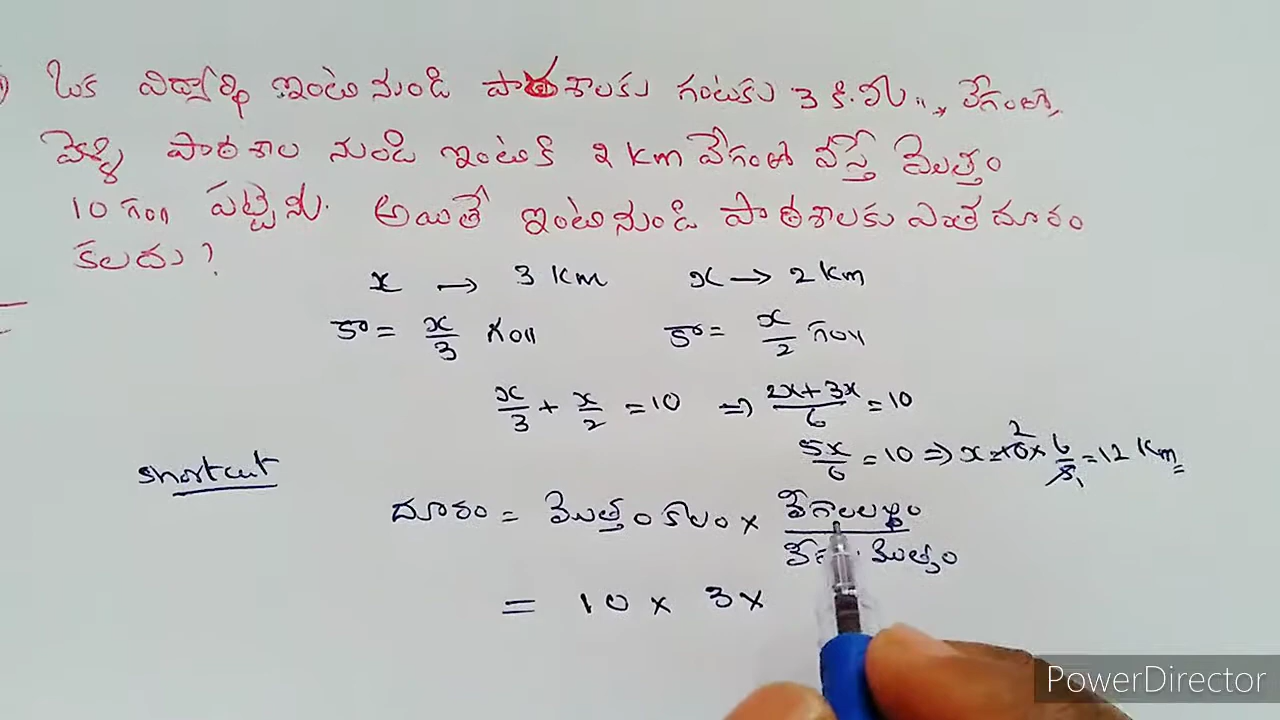 ఒక విద్యార్థి ఇంటినుండి పాఠశాలకు గంటకు 3 కి.మీ.,, వేగంతో
వెళ్ళి పాఠశాల నుండి ఇంటికి 2 km వేగంతో వస్తే మొత్తం
10 గం॥ పట్టెను. అయితే ఇంటినుండి పాఠశాలకు ఎంత దూరం
కలదు?
x → 3 km x → 2 km
కా = x/3 గం॥ కా = x/2 గం॥
x/3 + x/2 = 10 ⇒ (2x+3x)/6 = 10
5x/6 = 10 ⇒ x = 10 × 6/5 = 12 Km
shortcut
దూరం = మొత్తం కాలం × వేగాలలబ్ధం
మొత్తం
= 10 × 3×
PowerDirector